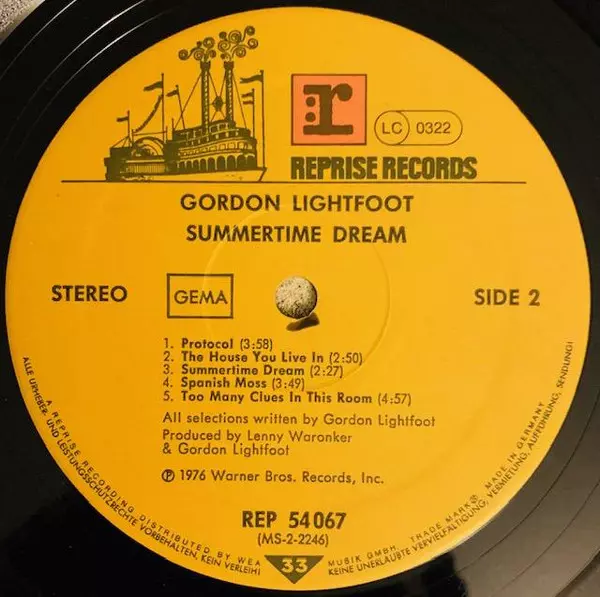 r
LC 0322
REPRISE RECORDS
GORDON LIGHTFOOT
SUMMERTIME DREAM
STEREO
GEMA
SIDE 2
1. Protocol (3:58)
2. The House You Live In (2:50)
3. Summertime Dream (2:27)
4. Spanish Moss (3:49)
5. Too Many Clues In This Room (4:57)
All selections written by Gordon Lightfoot
Produced by Lenny Waronker
& Gordon Lightfoot
℗ 1976 Warner Bros. Records, Inc.
REP 54 067
(MS-2-2246)
33
A REPRISE RECORDING DISTRIBUTED BY WEA MUSIK GMBH. TRADE MARK® MADE IN GERMANY
ALLE URHEBER- UND LEISTUNGSSCHUTZRECHTE VORBEHALTEN. KEIN VERLEIH! KEINE UNERLAUBTE VERVIELFÄLTIGUNG, VERMIETUNG, AUFFÜHRUNG, SENDUNG!